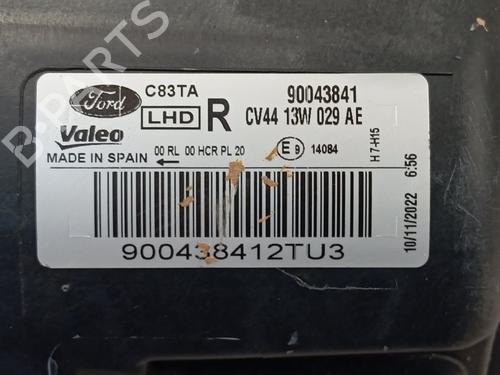 B-PARTS
Ford
C83TA
90043841
Valeo
LHD R
CV44 13W 029 AE
MADE IN SPAIN
00 RL 00 HCR PL 20
E9 14084
H7-H15
10/11/2022 6:56
900438412TU3